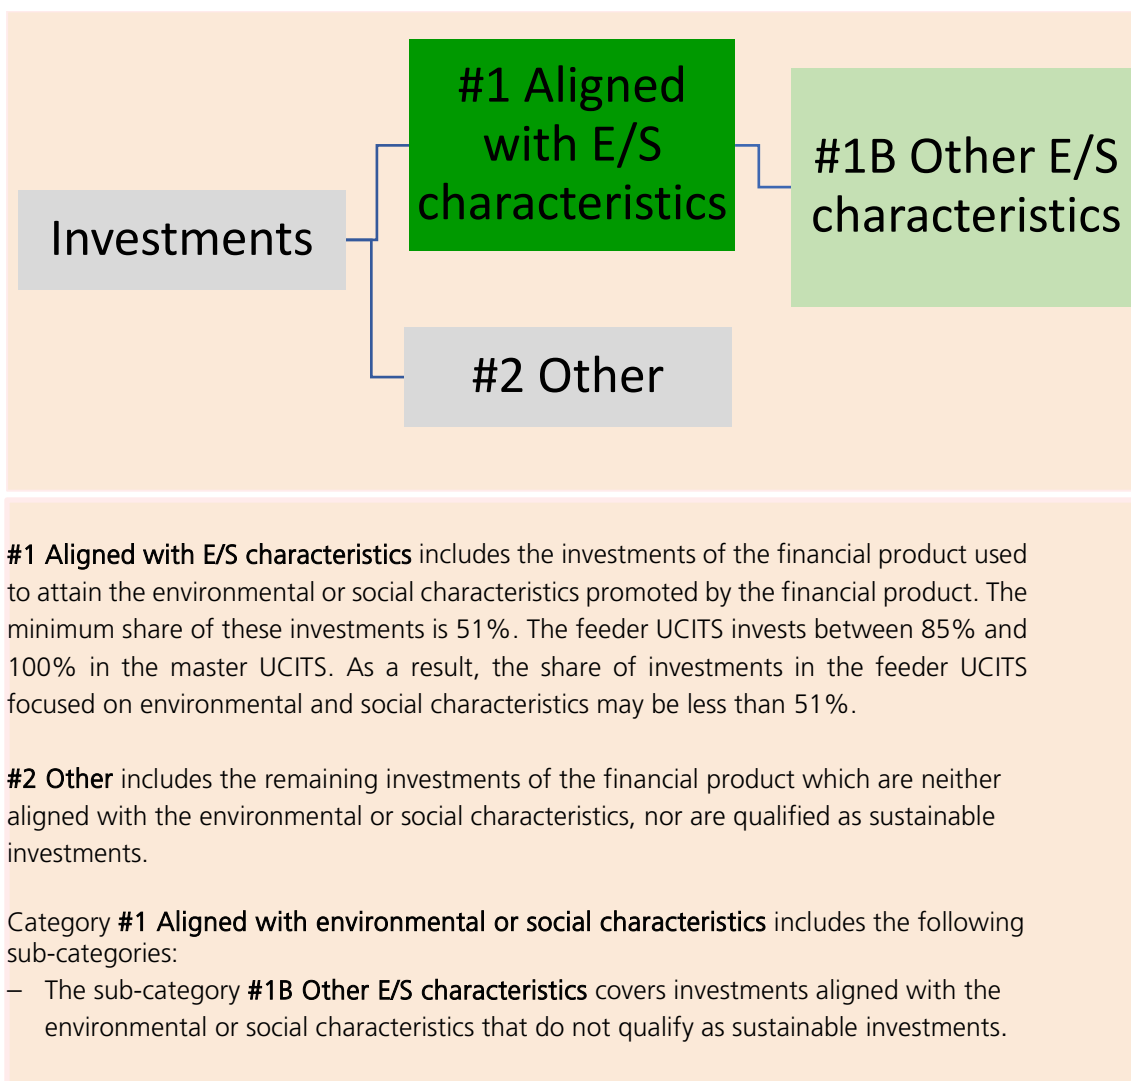 #1 Aligned
with E/S
characteristics
#1B Other E/S
characteristics
Investments
#2 Other
#1 Aligned with E/S characteristics includes the investments of the financial product used
to attain the environmental or social characteristics promoted by the financial product. The
minimum share of these investments is 51%. The feeder UCITS invests between 85% and
100% in the master UCITS. As a result, the share of investments in the feeder UCITS
focused on environmental and social characteristics may be less than 51%.
#2 Other includes the remaining investments of the financial product which are neither
aligned with the environmental or social characteristics, nor are qualified as sustainable
investments.
Category #1 Aligned with environmental or social characteristics includes the following
sub-categories:
– The sub-category #1B Other E/S characteristics covers investments aligned with the
environmental or social characteristics that do not qualify as sustainable investments.